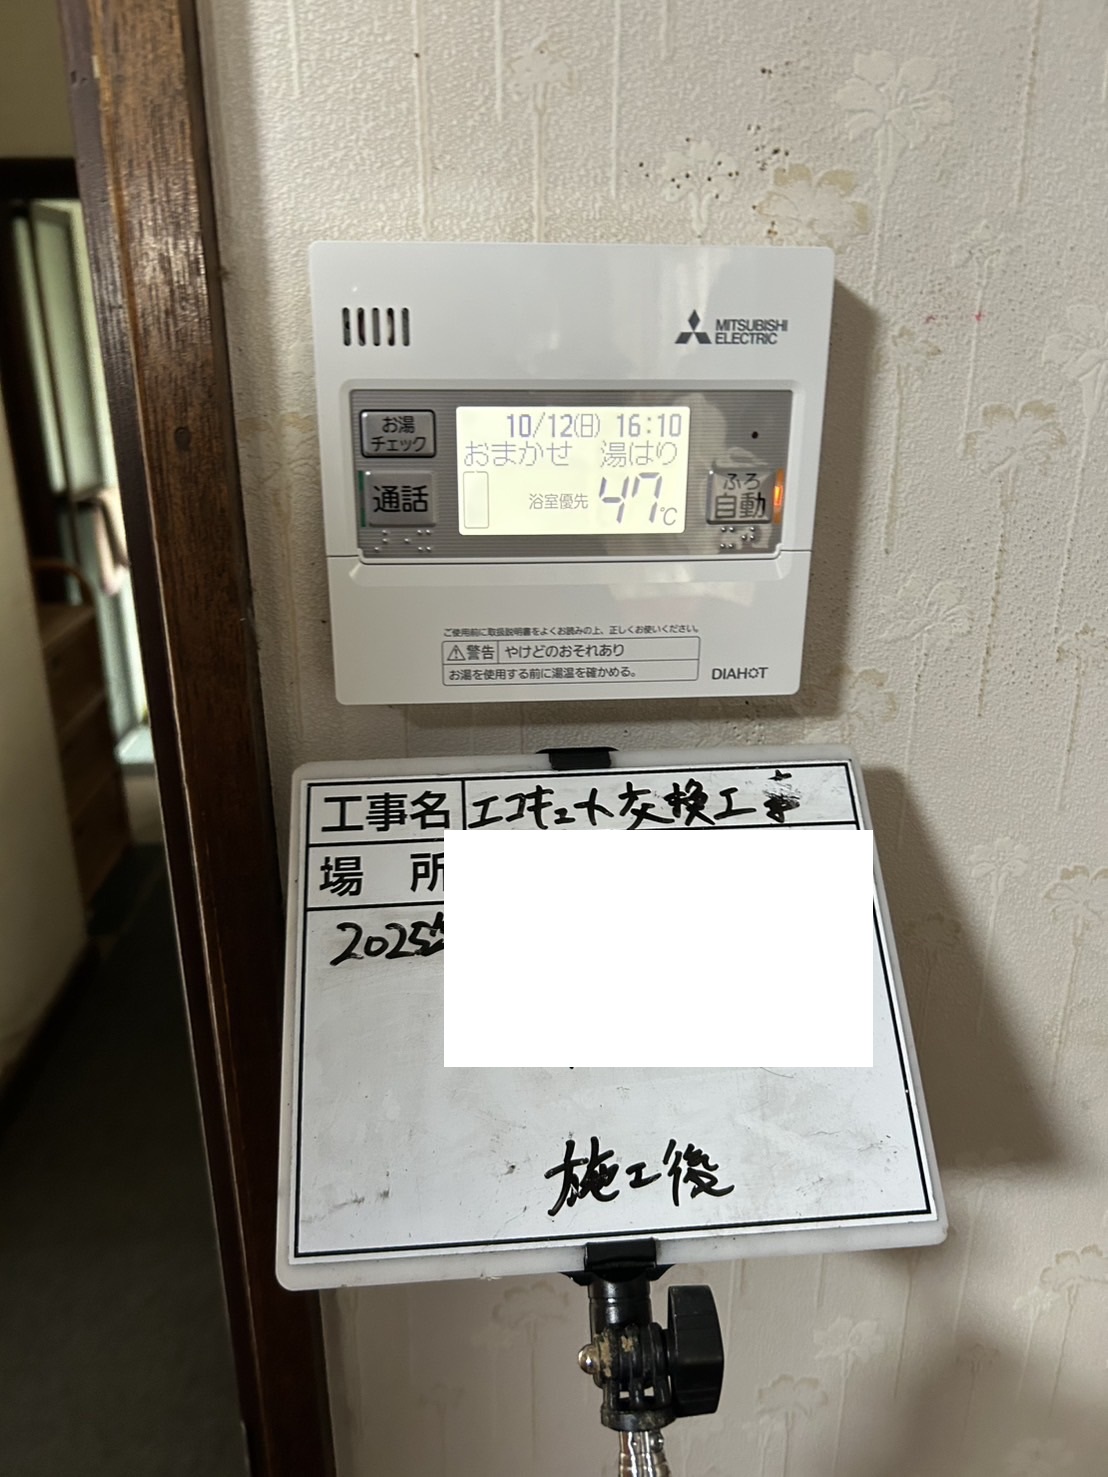 MITSUBISHI
ELECTRIC
お湯
チェック
10/12(日) 16:10
おまかせ 湯はり
通話
浴室優先 47℃
ふろ
自動
ご使用前に取扱説明書をよくお読みの上、正しくお使いください。
警告 やけどのおそれあり
お湯を使用する前に湯温を確かめる。
DIAHOT
工事名 エコキュート交換工事
場 所
2025年
施工後